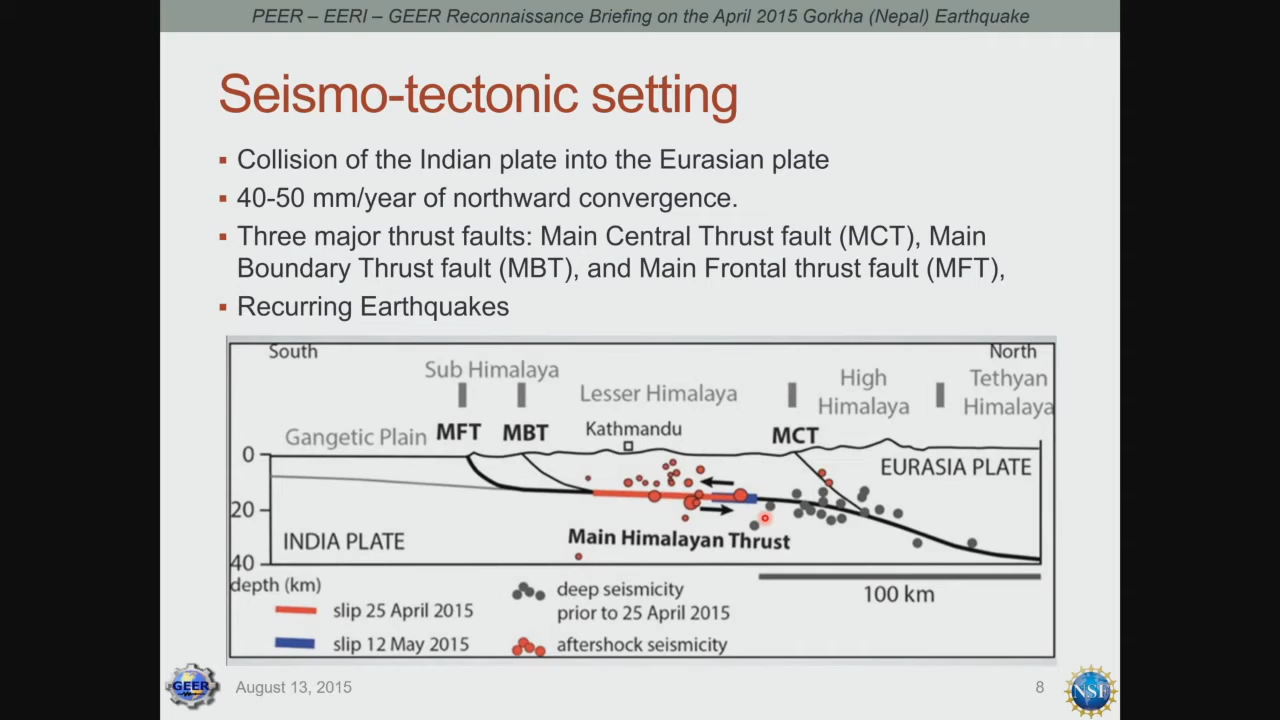 PEER – EERI – GEER Reconnaissance Briefing on the April 2015 Gorkha (Nepal) Earthquake
Seismo-tectonic setting
▪ Collision of the Indian plate into the Eurasian plate
▪ 40-50 mm/year of northward convergence.
▪ Three major thrust faults: Main Central Thrust fault (MCT), Main
Boundary Thrust fault (MBT), and Main Frontal thrust fault (MFT),
▪ Recurring Earthquakes
South
North
Sub Himalaya
Lesser Himalaya
High
Himalaya
Tethyan
Himalaya
Gangetic Plain
MFT
MBT
Kathmandu
MCT
0
EURASIA PLATE
20
INDIA PLATE
Main Himalayan Thrust
40
depth (km)
100 km
slip 25 April 2015
slip 12 May 2015
deep seismicity
prior to 25 April 2015
aftershock seismicity
GEER
August 13, 2015
8
NSF